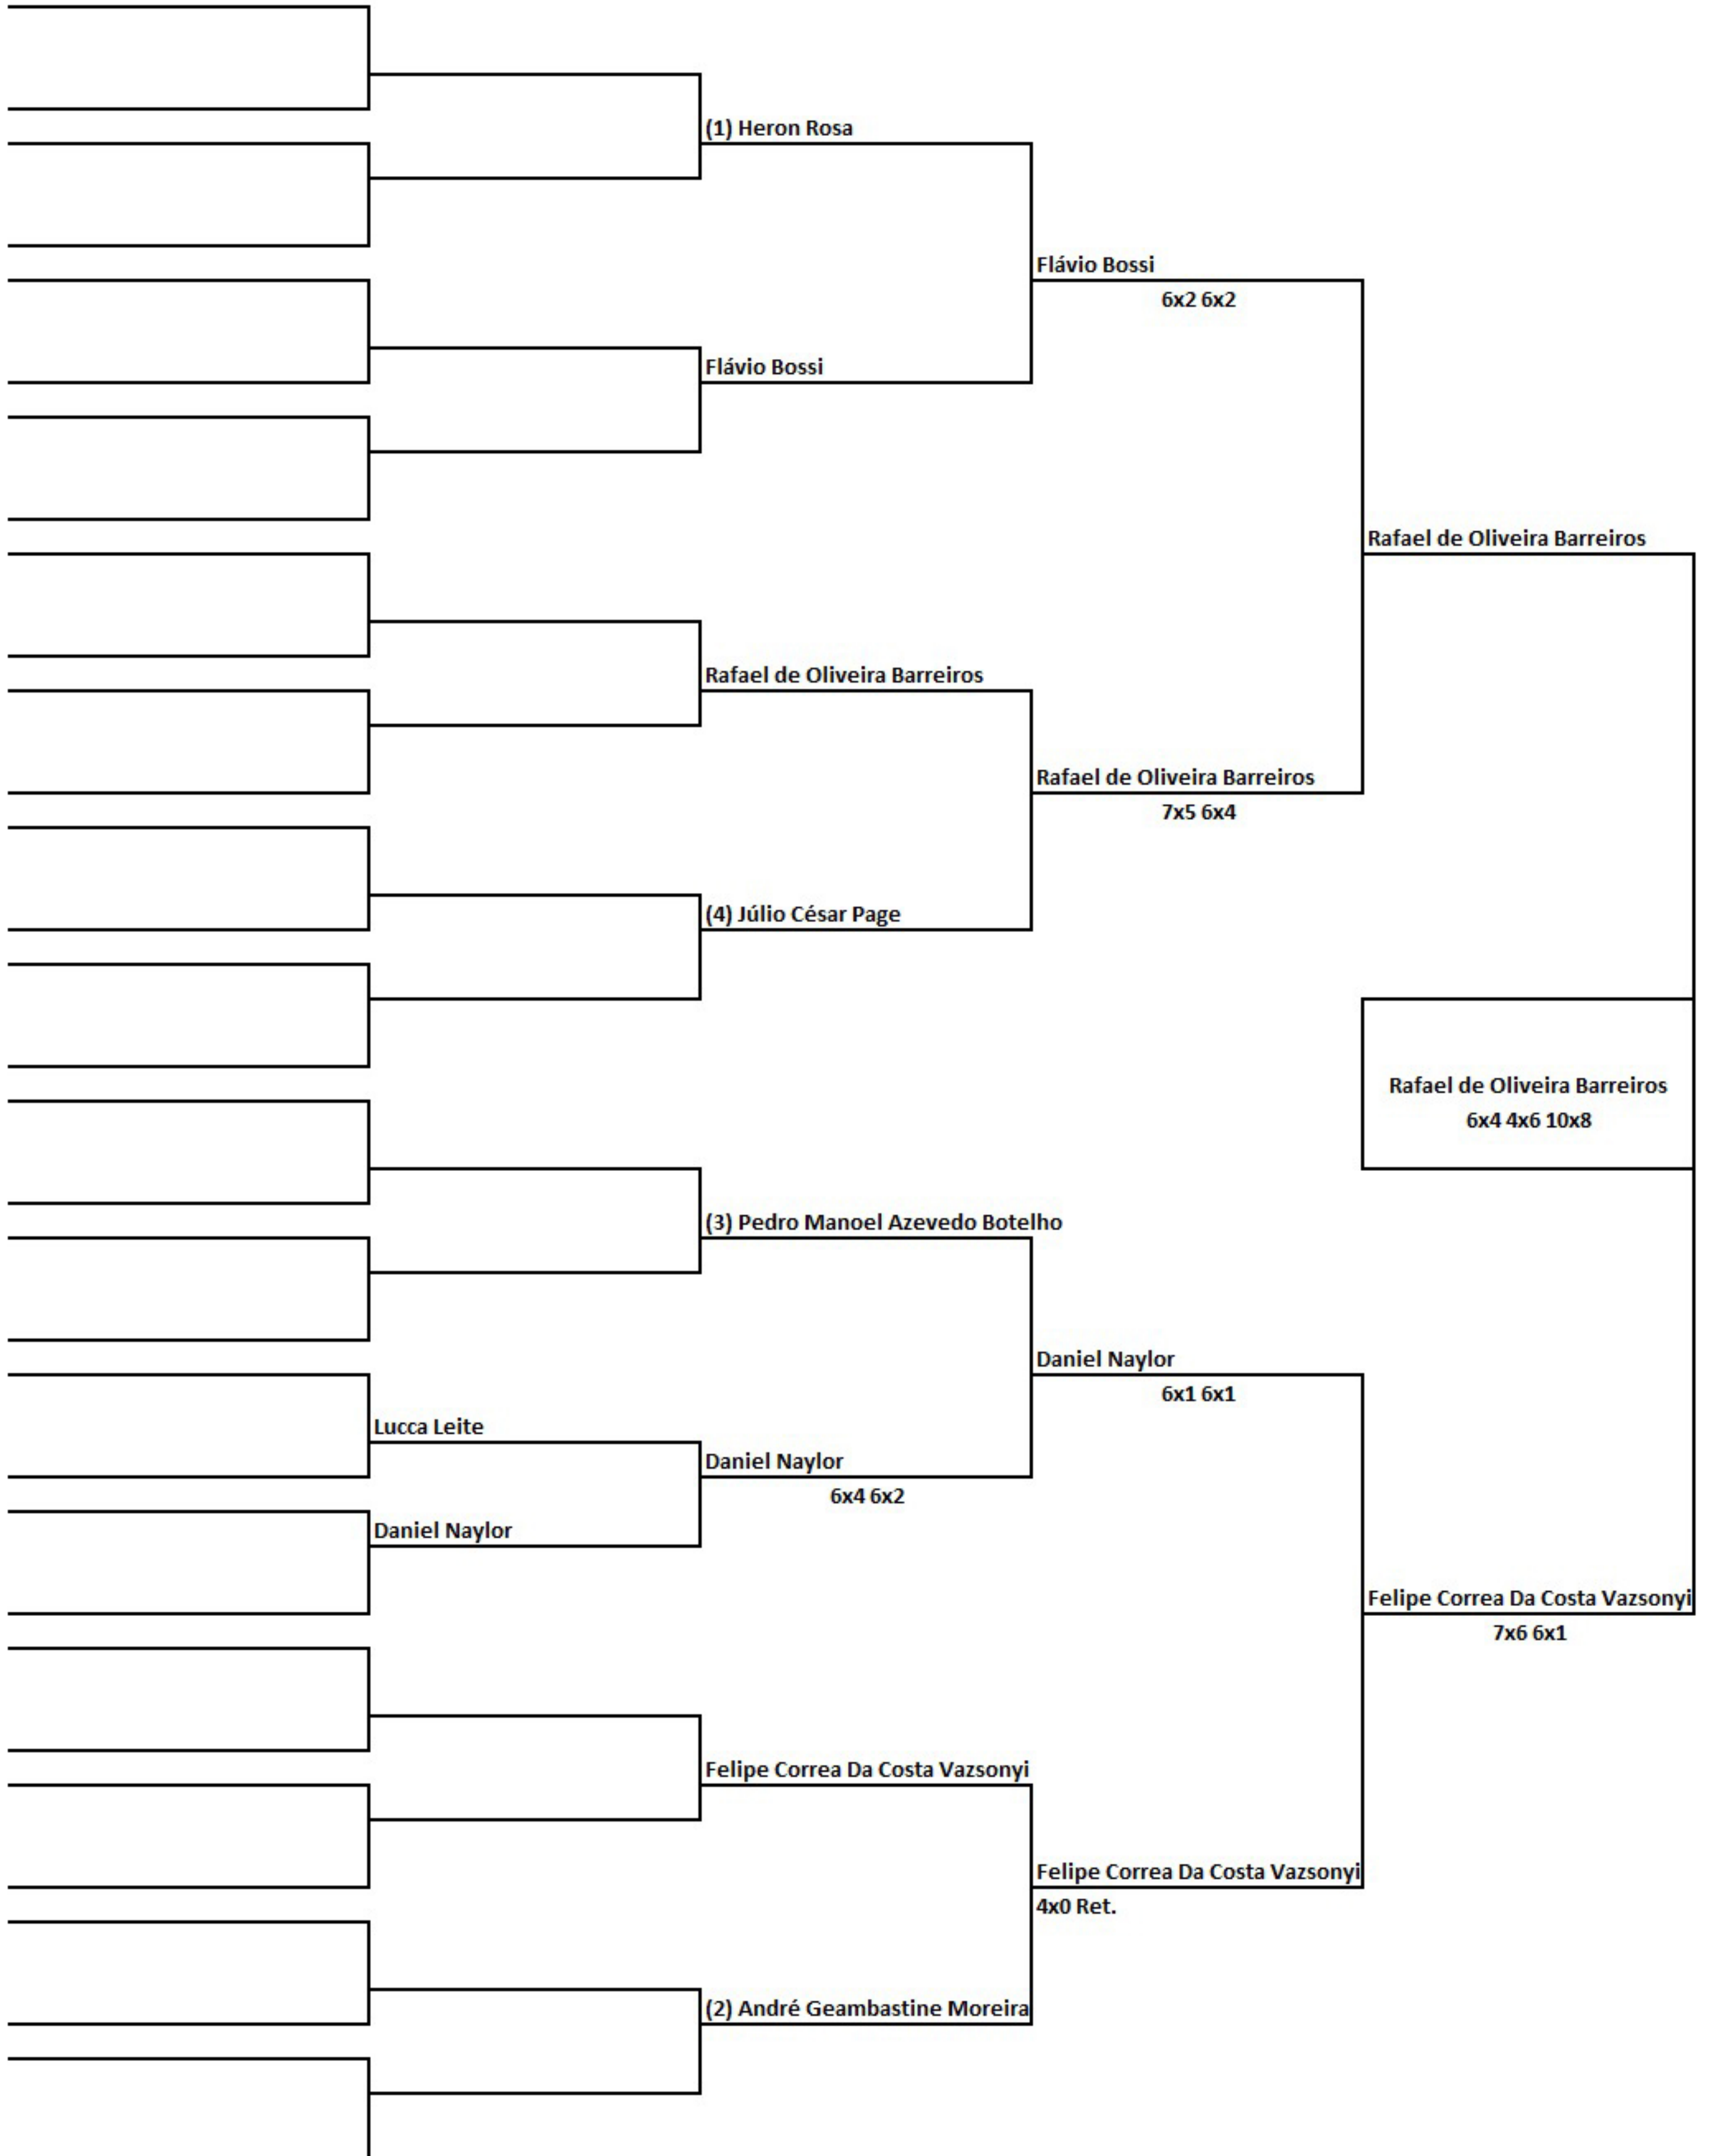 (1) Heron Rosa
Flávio Bossi
6x2 6x2
Flávio Bossi
Rafael de Oliveira Barreiros
Rafael de Oliveira Barreiros
Rafael de Oliveira Barreiros
7x5 6x4
(4) Júlio César Page
Rafael de Oliveira Barreiros
6x4 4x6 10x8
(3) Pedro Manoel Azevedo Botelho
Daniel Naylor
6x1 6x1
Lucca Leite
Daniel Naylor
6x4 6x2
Daniel Naylor
Felipe Correa Da Costa Vazsonyi
7x6 6x1
Felipe Correa Da Costa Vazsonyi
Felipe Correa Da Costa Vazsonyi
4x0 Ret.
(2) André Geambastine Moreira